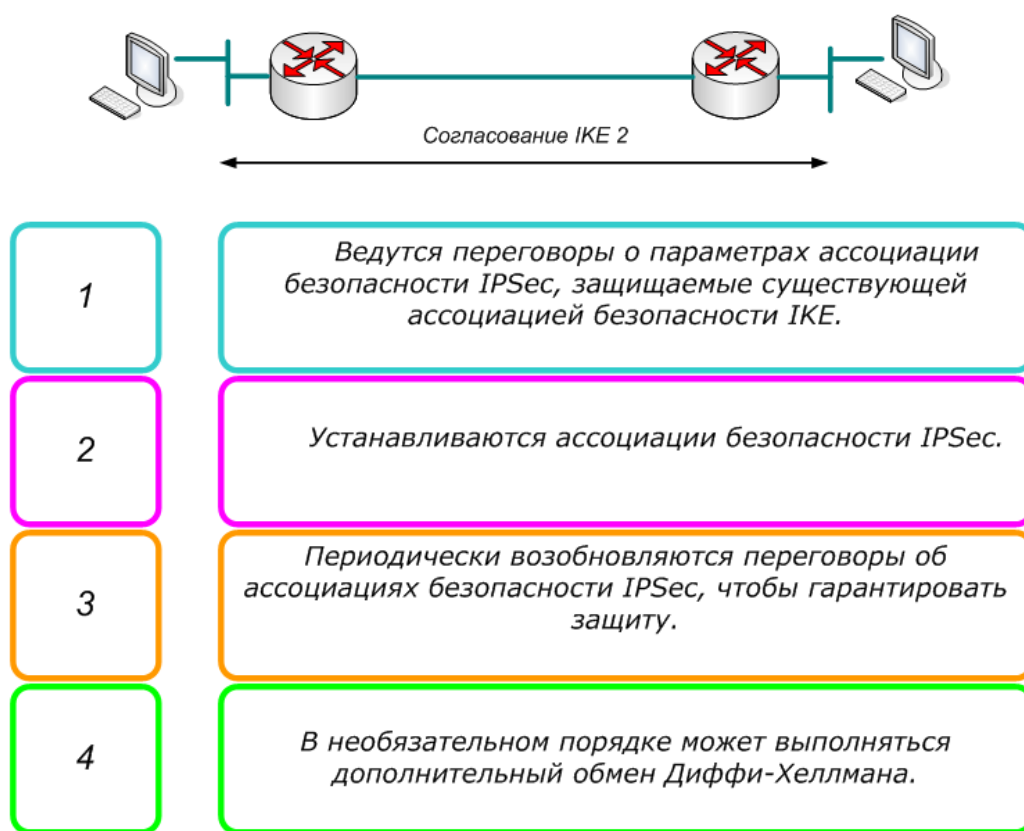 Согласование IKE 2
1
Ведутся переговоры о параметрах ассоциации
безопасности IPSec, защищаемые существующей
ассоциацией безопасности IKE.
2
Устанавливаются ассоциации безопасности IPSec.
3
Периодически возобновляются переговоры об
ассоциациях безопасности IPSec, чтобы гарантировать
защиту.
4
В необязательном порядке может выполняться
дополнительный обмен Диффи-Хеллмана.